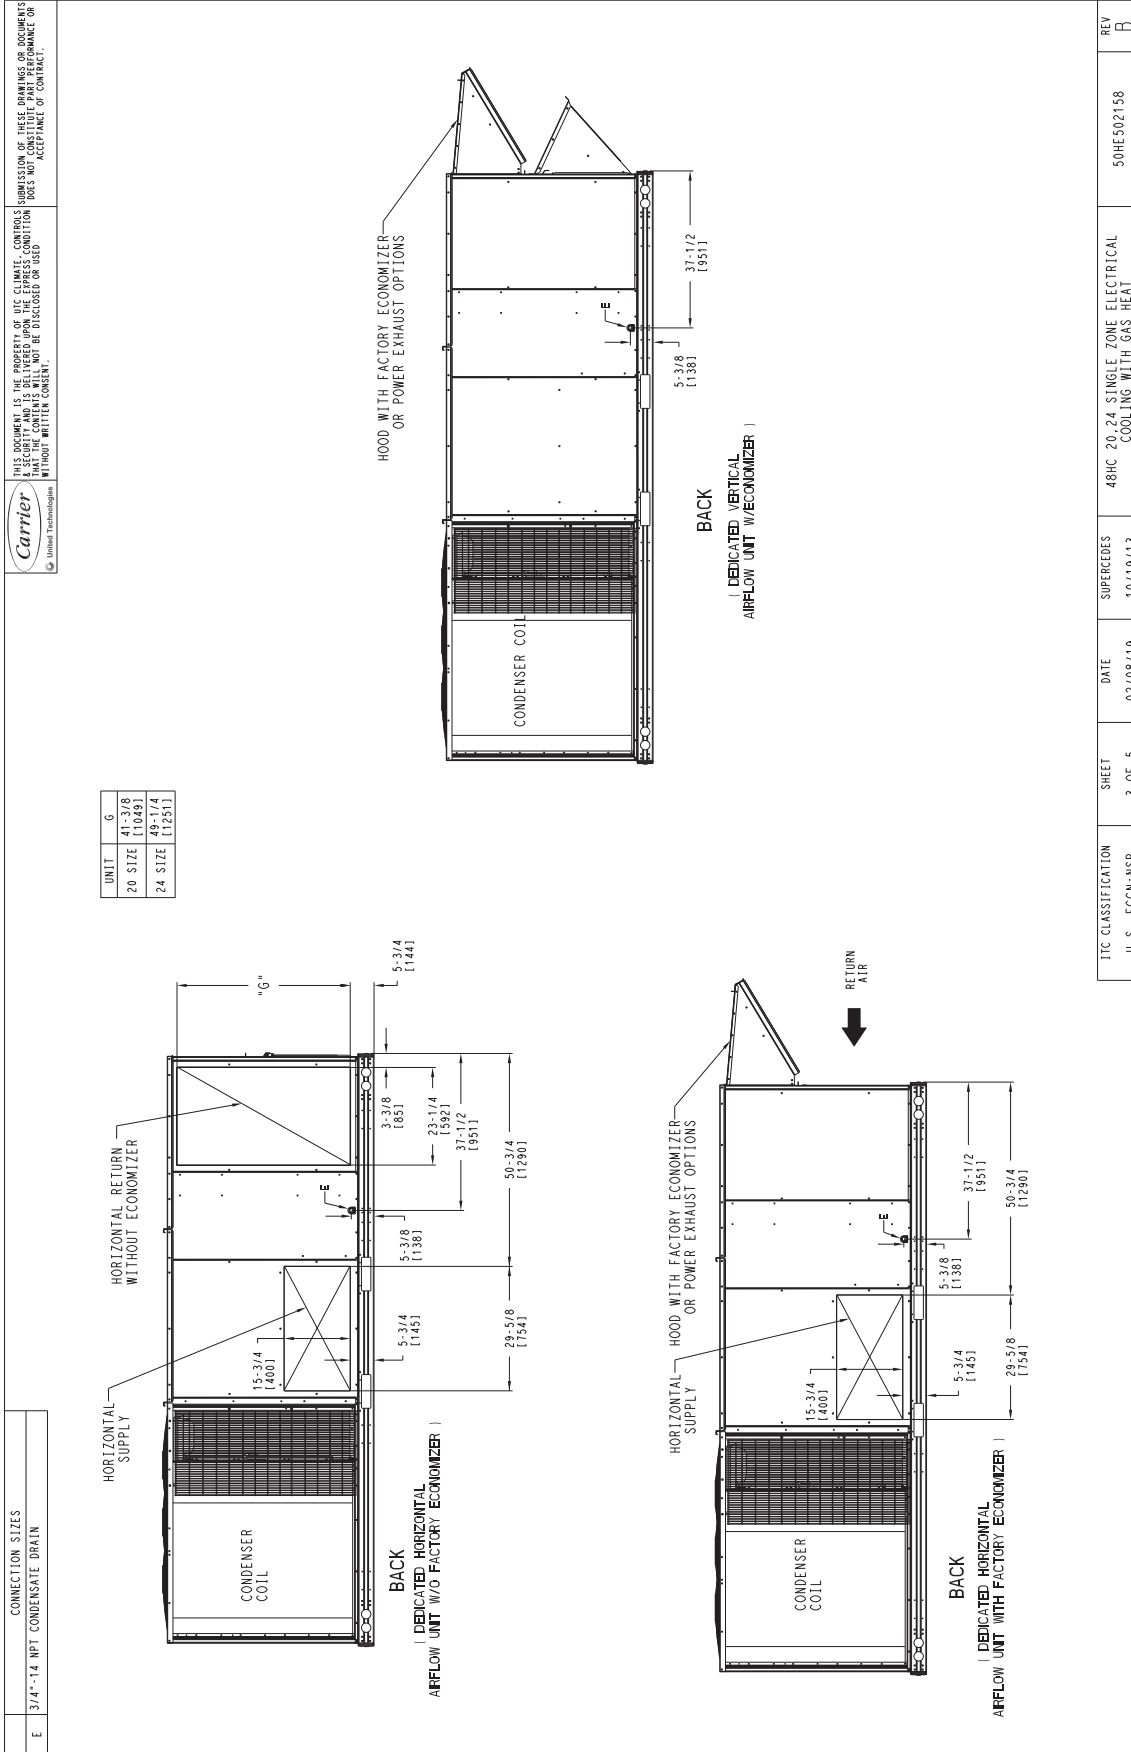 CONNECTION SIZES
E 3/4"-14 NPT CONDENSATE DRAIN
Carrier
United Technologies
THIS DOCUMENT IS THE PROPERTY OF UTC CLIMATE, CONTROLS
& SECURITY AND IS DELIVERED UPON THE EXPRESS CONDITION
THAT THE CONTENTS WILL NOT BE DISCLOSED OR USED
WITHOUT WRITTEN CONSENT.
SUBMISSION OF THESE DRAWINGS OR DOCUMENTS
DOES NOT CONSTITUTE PART PERFORMANCE OR
ACCEPTANCE OF CONTRACT.
UNIT G
20 SIZE 41-3/8
[1049]
24 SIZE 49-1/4
[1251]
HORIZONTAL
SUPPLY
HORIZONTAL RETURN
WITHOUT ECONOMIZER
CONDENSER
COIL
15-3/4
[400]
E
"G"
5-3/4
[144]
3-3/8
[85]
23-1/4
[592]
5-3/4
[145]
5-3/8
[138]
37-1/2
[951]
29-5/8
[754]
50-3/4
[1290]
BACK
( DEDICATED HORIZONTAL
AIRFLOW UNIT W/O FACTORY ECONOMIZER )
HOOD WITH FACTORY ECONOMIZER
OR POWER EXHAUST OPTIONS
CONDENSER COIL
E
37-1/2
[951]
5-3/8
[138]
BACK
( DEDICATED VERTICAL
AIRFLOW UNIT W/ECONOMIZER )
HORIZONTAL
SUPPLY
HOOD WITH FACTORY ECONOMIZER
OR POWER EXHAUST OPTIONS
CONDENSER
COIL
15-3/4
[400]
E
RETURN
AIR
5-3/4
[145]
5-3/8
[138]
37-1/2
[951]
29-5/8
[754]
50-3/4
[1290]
BACK
( DEDICATED HORIZONTAL
AIRFLOW UNIT WITH FACTORY ECONOMIZER )
ITC CLASSIFICATION
SHEET
DATE
SUPERCEDES
48HC 20,24 SINGLE ZONE ELECTRICAL
COOLING WITH GAS HEAT
50HE502158
REV